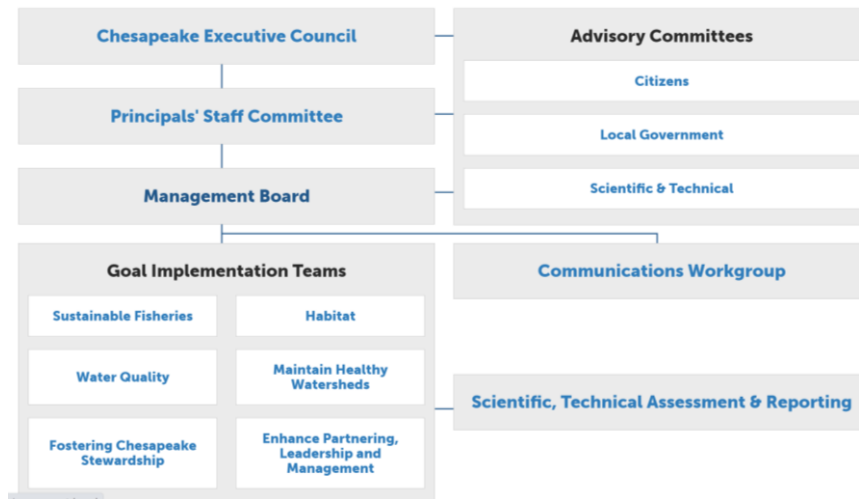 Chesapeake Executive Council
Principals' Staff Committee
Management Board
Advisory Committees
Citizens
Local Government
Scientific & Technical
Goal Implementation Teams
Sustainable Fisheries
Habitat
Water Quality
Maintain Healthy
Watersheds
Fostering Chesapeake
Stewardship
Enhance Partnering,
Leadership and
Management
Communications Workgroup
Scientific, Technical Assessment & Reporting